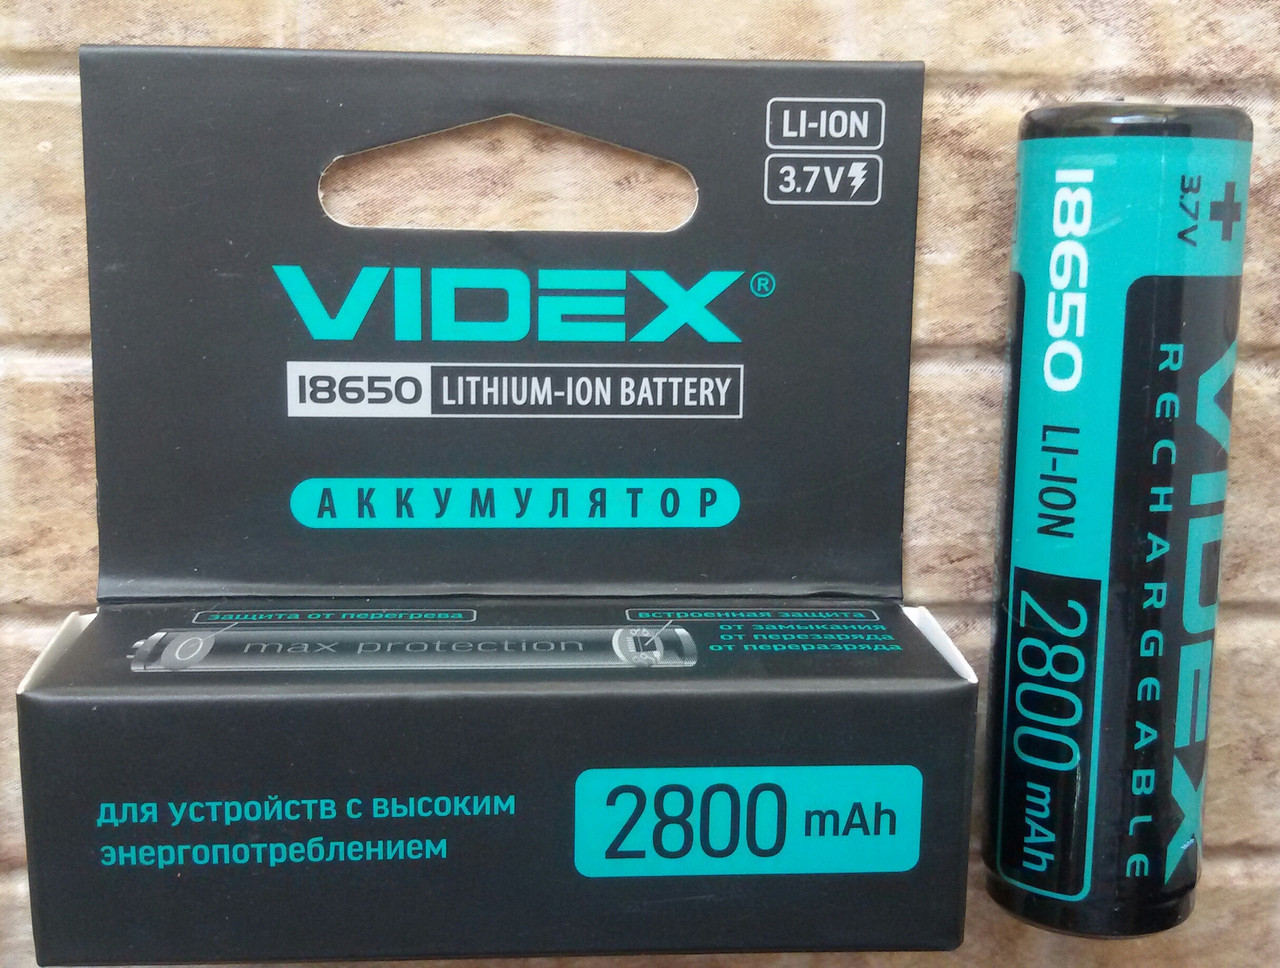 LI-ION
3.7V
VIDEX®
18650 LITHIUM-ION BATTERY
АККУМУЛЯТОР
защита от перегрева
встроенная защита
от замыкания
от перезаряда
от переразряда
max protection
для устройств с высоким
энергопотреблением
2800 mAh
+
3.7V
18650 LI-ION 2800 mAh
RECHARGEABLE
VIDEX